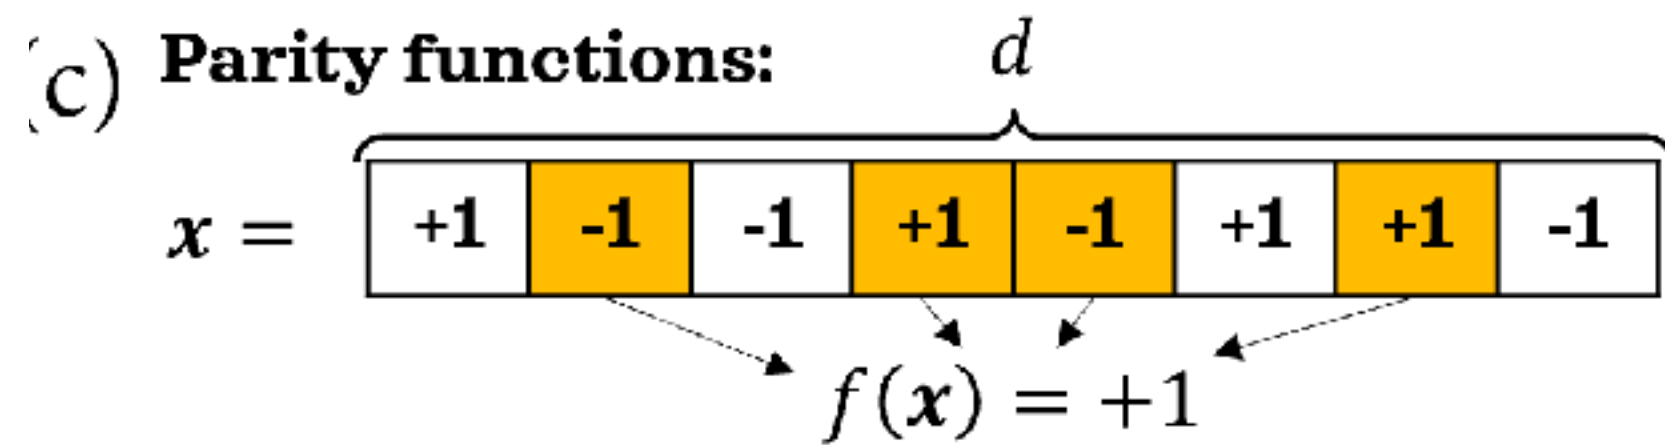 (c) Parity functions:
d
x = +1 -1 -1 +1 -1 +1 +1 -1
f(x) = +1